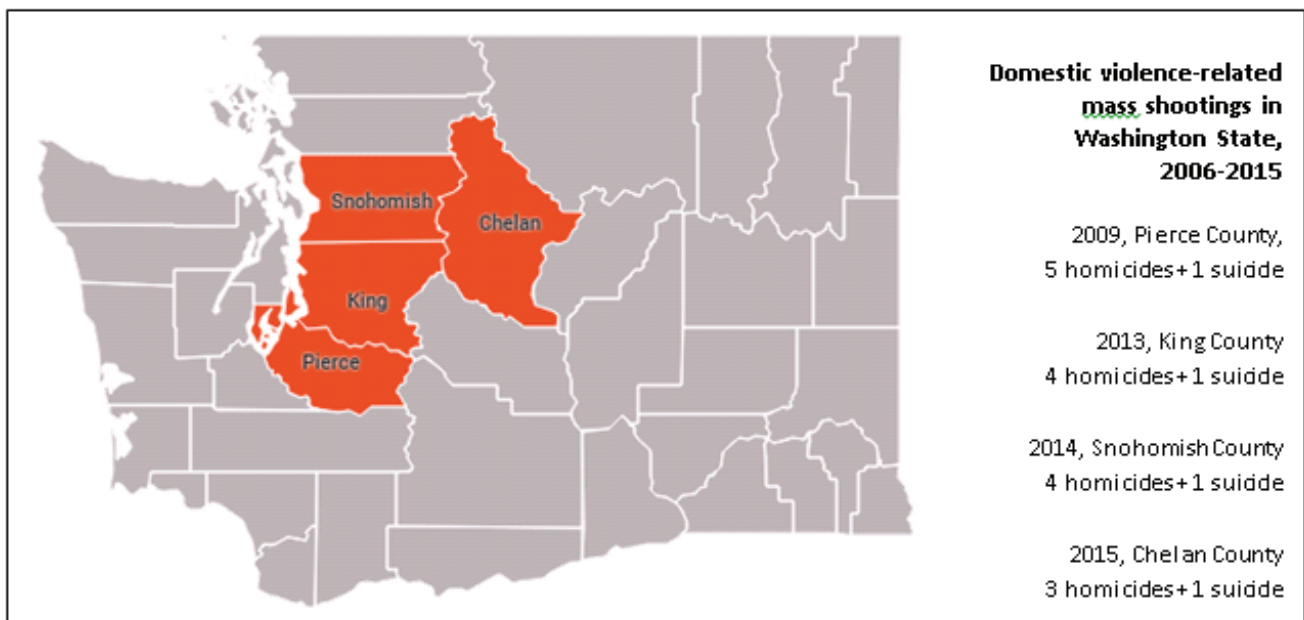 Domestic violence-related
mass shootings in
Washington State,
2006-2015
2009, Pierce County,
5 homicides+ 1 suicide
2013, King County
4 homicides+ 1 suicide
2014, Snohomish County
4 homicides+ 1 suicide
2015, Chelan County
3 homicides+ 1 suicide
Snohomish
Chelan
King
Pierce